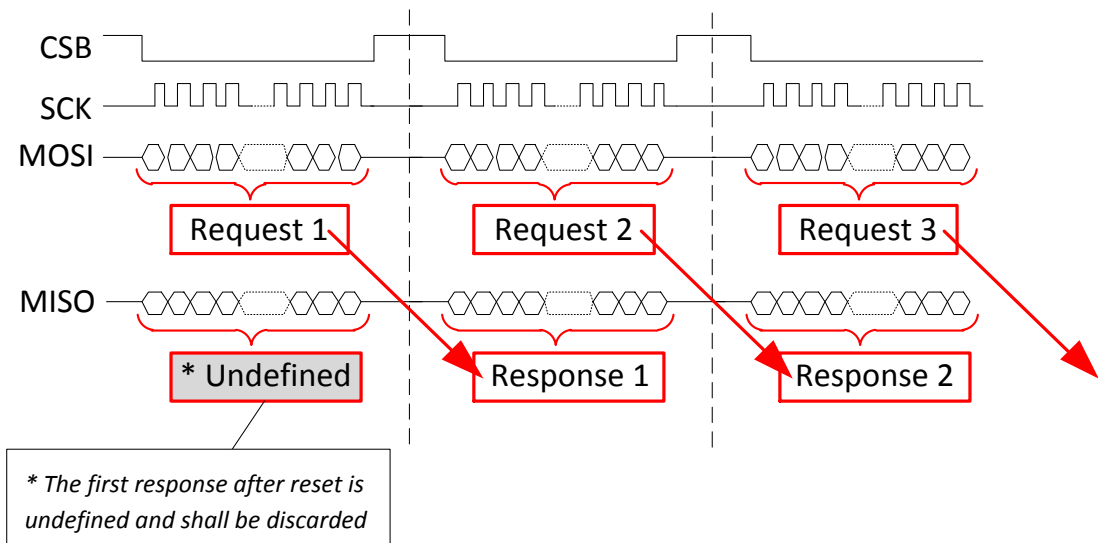 CSB
SCK
MOSI
Request 1
Request 2
Request 3
MISO
* Undefined
Response 1
Response 2
* The first response after reset is
undefined and shall be discarded